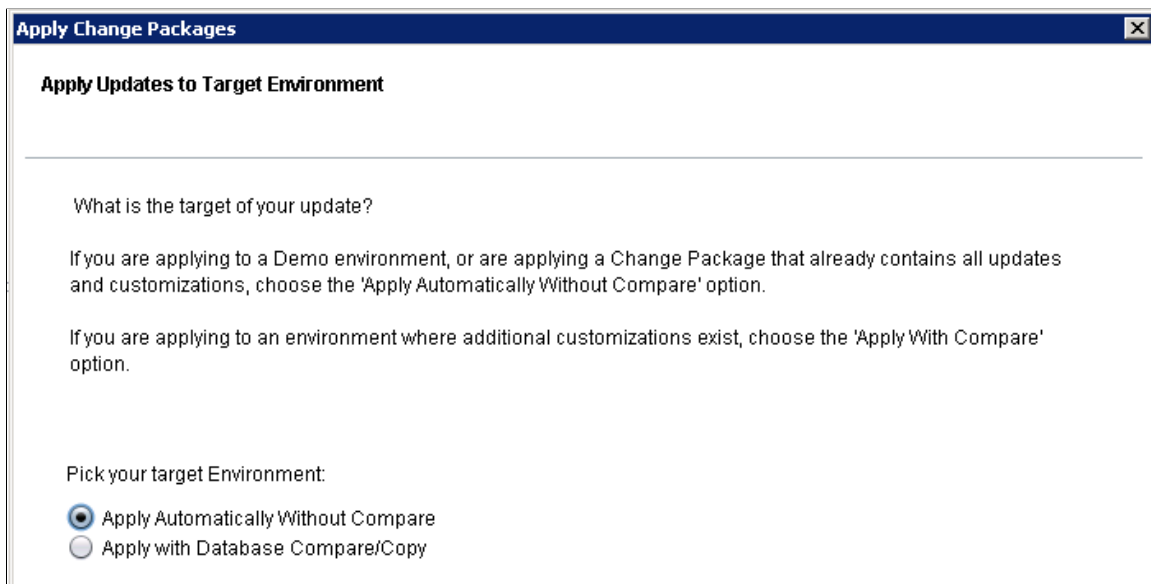 Apply Change Packages
Apply Updates to Target Environment
What is the target of your update?
If you are applying to a Demo environment, or are applying a Change Package that already contains all updates
and customizations, choose the 'Apply Automatically Without Compare' option.
If you are applying to an environment where additional customizations exist, choose the 'Apply With Compare'
option.
Pick your target Environment:
Apply Automatically Without Compare
Apply with Database Compare/Copy